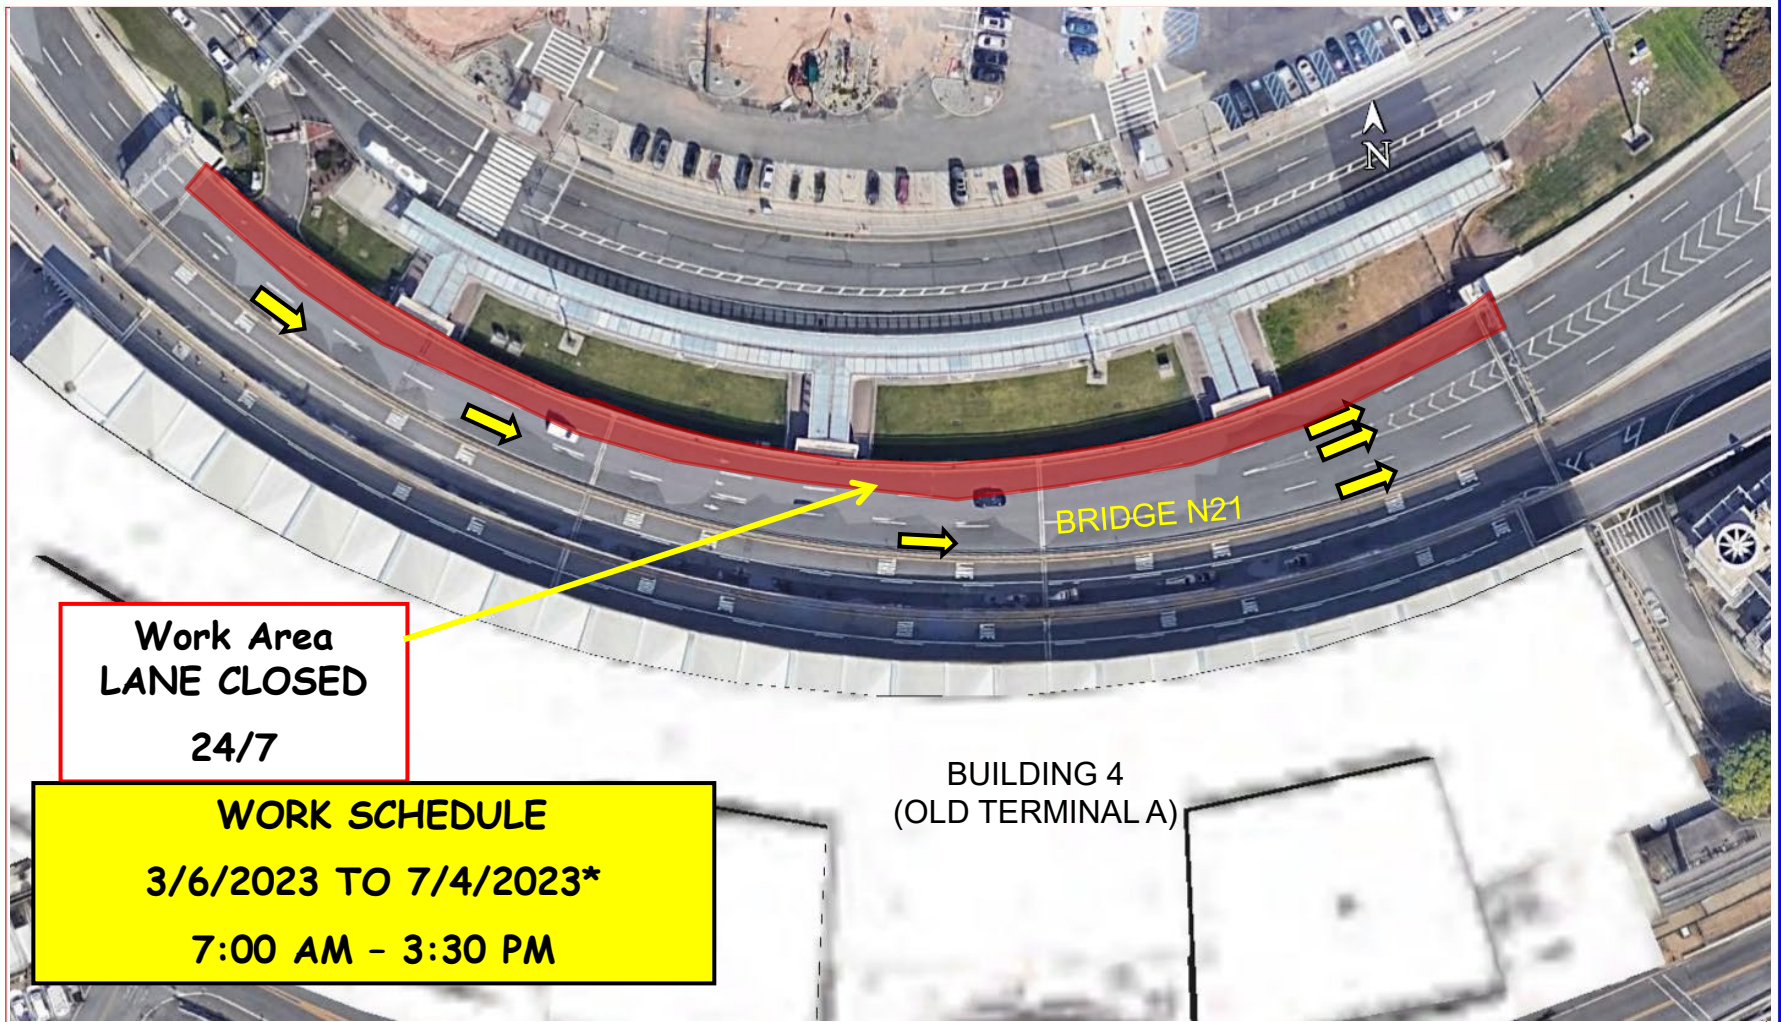 N
BRIDGE N21
Work Area
LANE CLOSED
24/7
BUILDING 4
(OLD TERMINAL A)
WORK SCHEDULE
3/6/2023 TO 7/4/2023*
7:00 AM – 3:30 PM